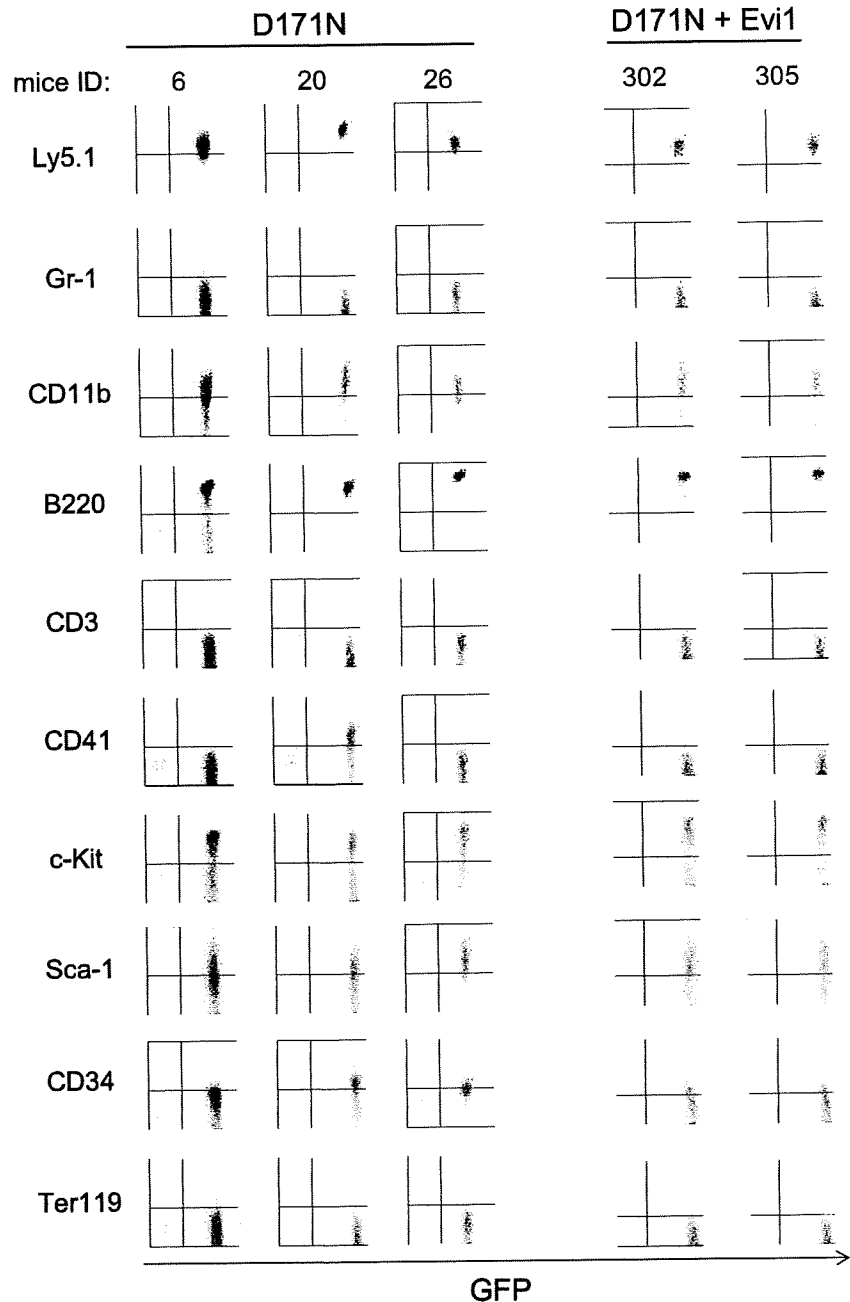 D171N
D171N + Evi1
mice ID: 6 20 26 302 305
Ly5.1
Gr-1
CD11b
B220
CD3
CD41
c-Kit
Sca-1
CD34
Ter119
GFP